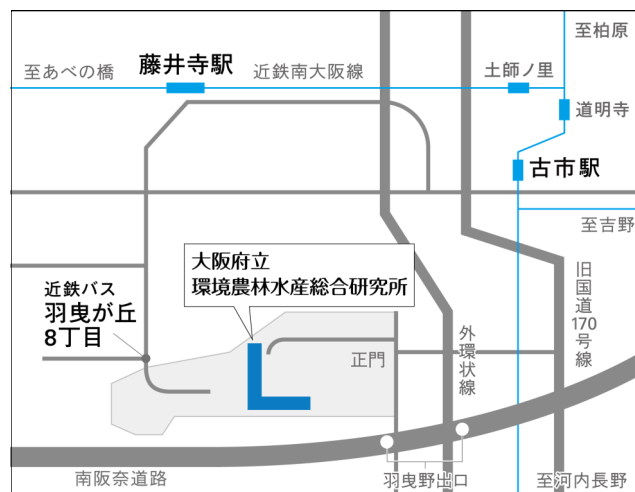 至柏原
藤井寺駅
至あべの橋
近鉄南大阪線
土師ノ里
道明寺
古市駅
至吉野
大阪府立
環境農林水産総合研究所
近鉄バス
羽曳が丘
8丁目
正門
外環状線
旧国道170号線
南阪奈道路
羽曳野出口
至河内長野